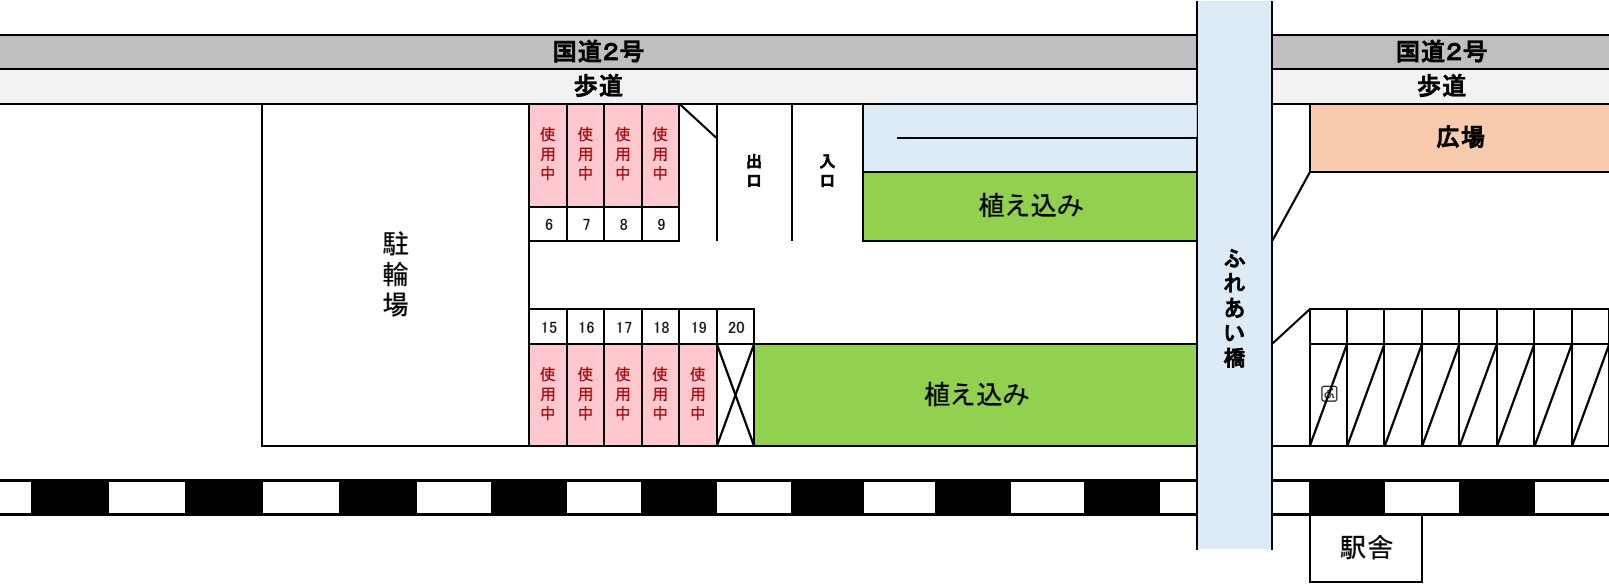 国道2号
国道2号
歩道
歩道
使用中
使用中
使用中
使用中
出口
入口
広場
植え込み
6
7
8
9
駐輪場
ふれあい橋
15
16
17
18
19
20
使用中
使用中
使用中
使用中
使用中
植え込み
駅舎